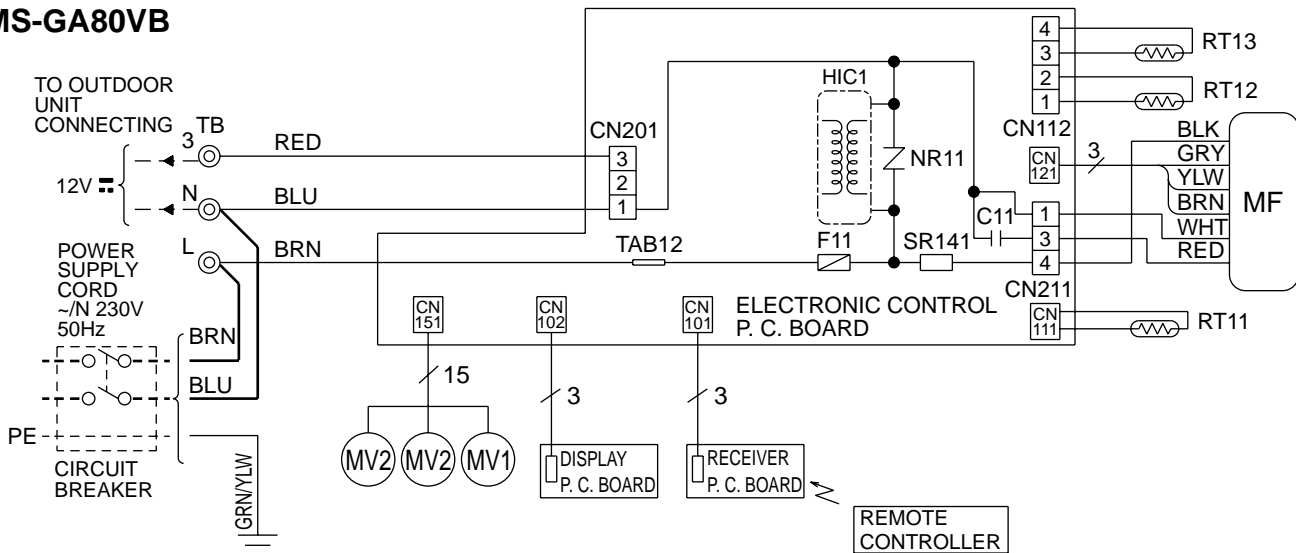 MS-GA80VB
TO OUTDOOR
UNIT
CONNECTING
12V
TB
3
N
L
RED
BLU
BRN
CN201
3
2
1
TAB12
HIC1
NR11
F11
SR141
C11
CN112
4
3
2
1
RT13
RT12
CN
121
3
CN211
1
3
4
BLK
GRY
YLW
BRN
WHT
RED
MF
CN
111
RT11
ELECTRONIC CONTROL
P. C. BOARD
POWER
SUPPLY
CORD
~/N 230V
50Hz
BRN
BLU
PE
CIRCUIT
BREAKER
GRN/YLW
CN
151
15
MV2
MV2
MV1
CN
102
3
DISPLAY
P. C. BOARD
CN
101
3
RECEIVER
P. C. BOARD
REMOTE
CONTROLLER